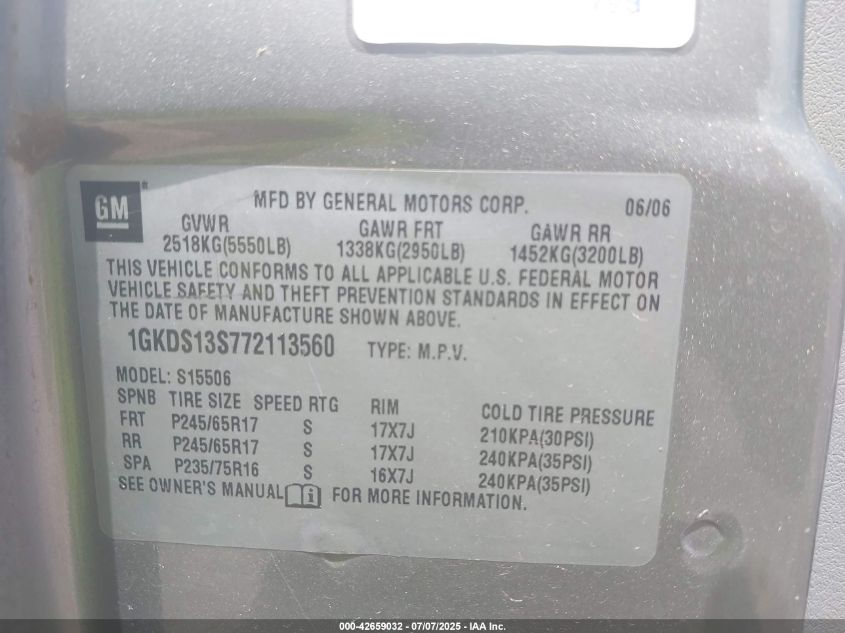 GM
MFD BY GENERAL MOTORS CORP. 06/06
GVWR GAWR FRT GAWR RR
2518KG(5550LB) 1338KG(2950LB) 1452KG(3200LB)
THIS VEHICLE CONFORMS TO ALL APPLICABLE U.S. FEDERAL MOTOR
VEHICLE SAFETY AND THEFT PREVENTION STANDARDS IN EFFECT ON
THE DATE OF MANUFACTURE SHOWN ABOVE.
1GKDS13S772113560 TYPE: M.P.V.
MODEL: S15506
SPNB TIRE SIZE SPEED RTG RIM COLD TIRE PRESSURE
FRT P245/65R17 S 17X7J 210KPA(30PSI)
RR P245/65R17 S 17X7J 240KPA(35PSI)
SPA P235/75R16 S 16X7J 240KPA(35PSI)
SEE OWNER'S MANUAL FOR MORE INFORMATION.
000-42659032 - 07/07/2025 - IAA Inc.